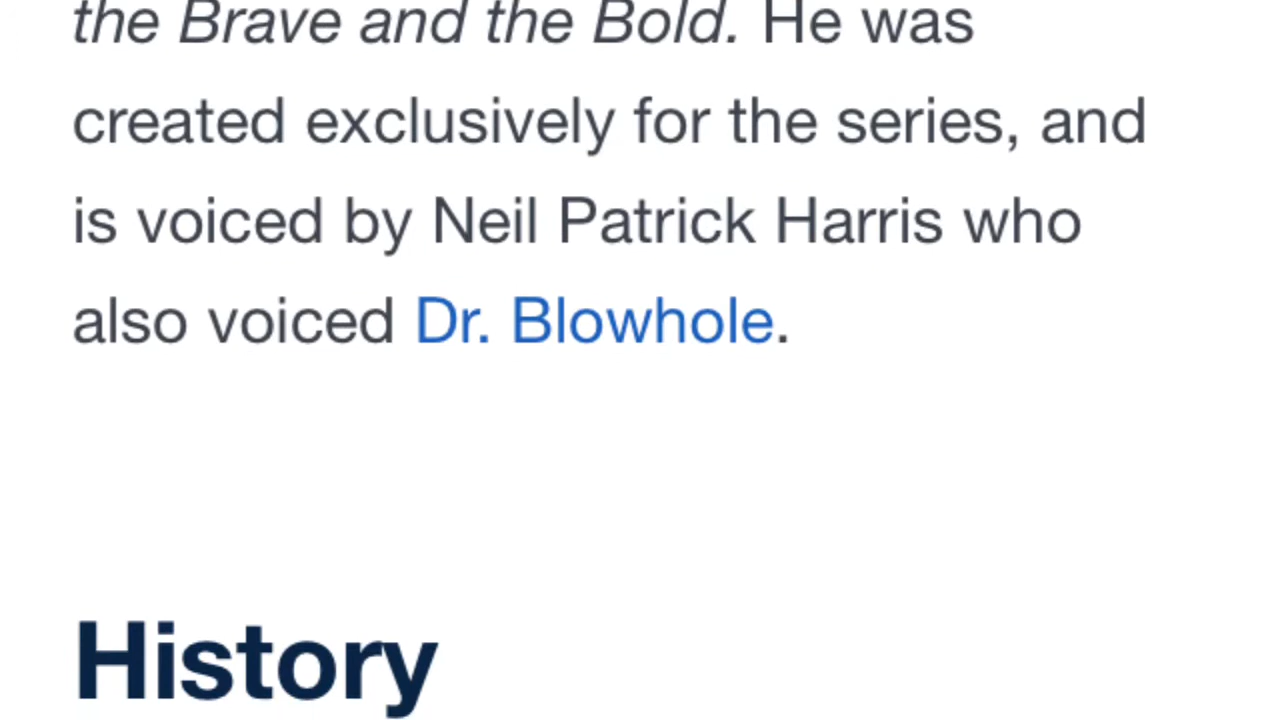 the Brave and the Bold. He was
created exclusively for the series, and
is voiced by Neil Patrick Harris who
also voiced Dr. Blowhole.
History